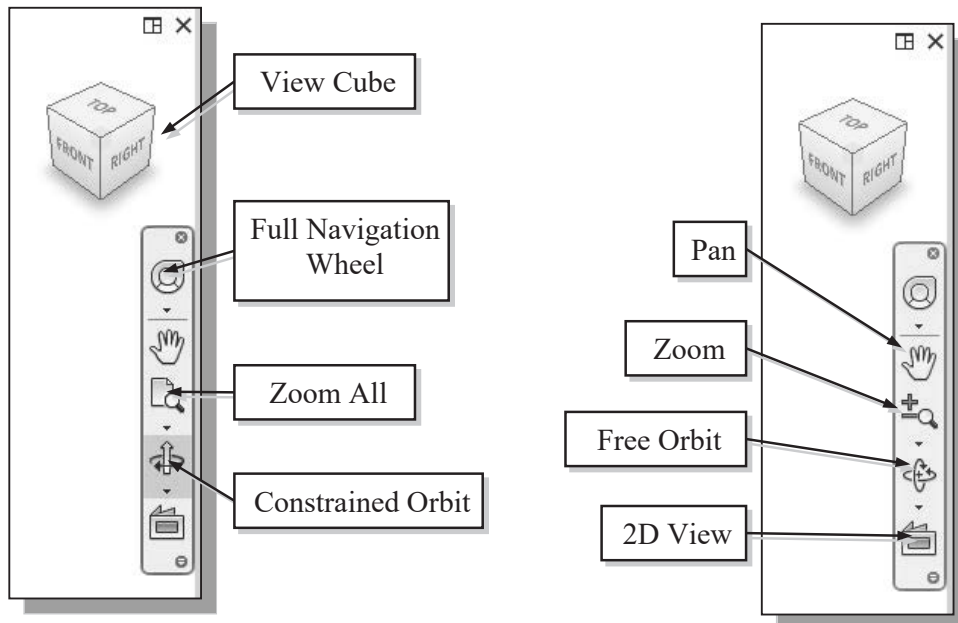 View Cube
TOP
FRONT
RIGHT
Full Navigation
Wheel
Zoom All
Constrained Orbit
TOP
FRONT
RIGHT
Pan
Zoom
Free Orbit
2D View